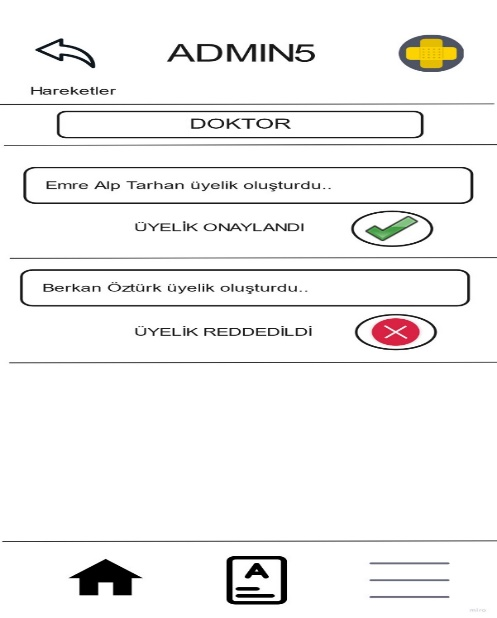 ADMIN5
Hareketler
DOKTOR
Emre Alp Tarhan üyelik oluşturdu..
ÜYELİK ONAYLANDI
Berkan Öztürk üyelik oluşturdu..
ÜYELİK REDDEDİLDİ
A